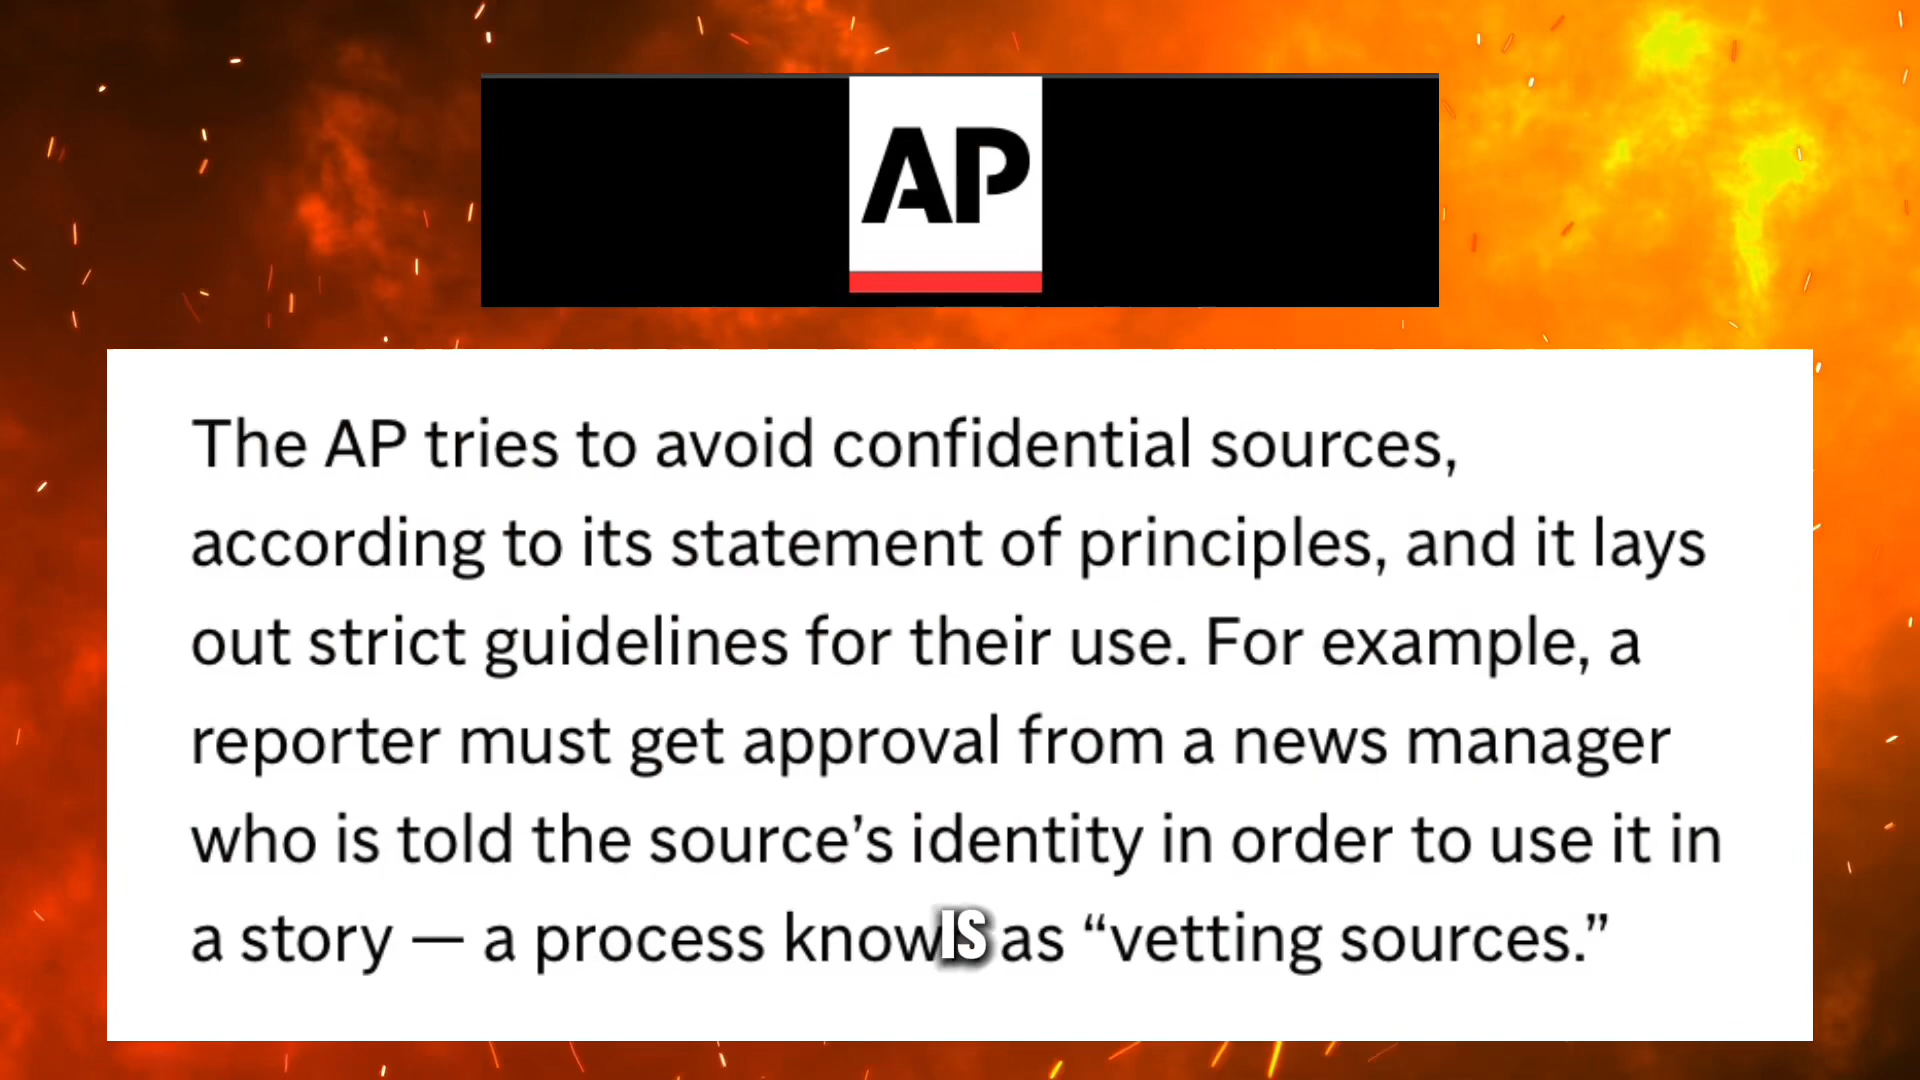 AP
The AP tries to avoid confidential sources,
according to its statement of principles, and it lays
out strict guidelines for their use. For example, a
reporter must get approval from a news manager
who is told the source’s identity in order to use it in
a story — a process know as “vetting sources.”
IS